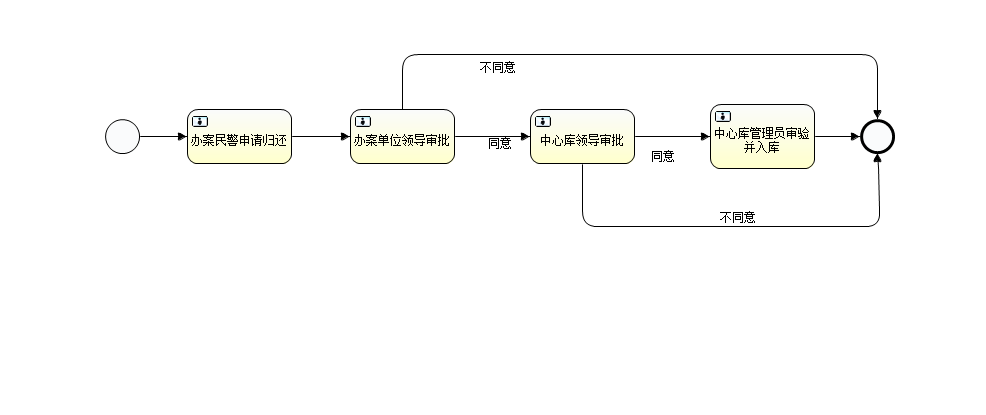 不同意
办案民警申请归还
办案单位领导审批
同意
中心库领导审批
同意
中心库管理员审验
并入库
不同意